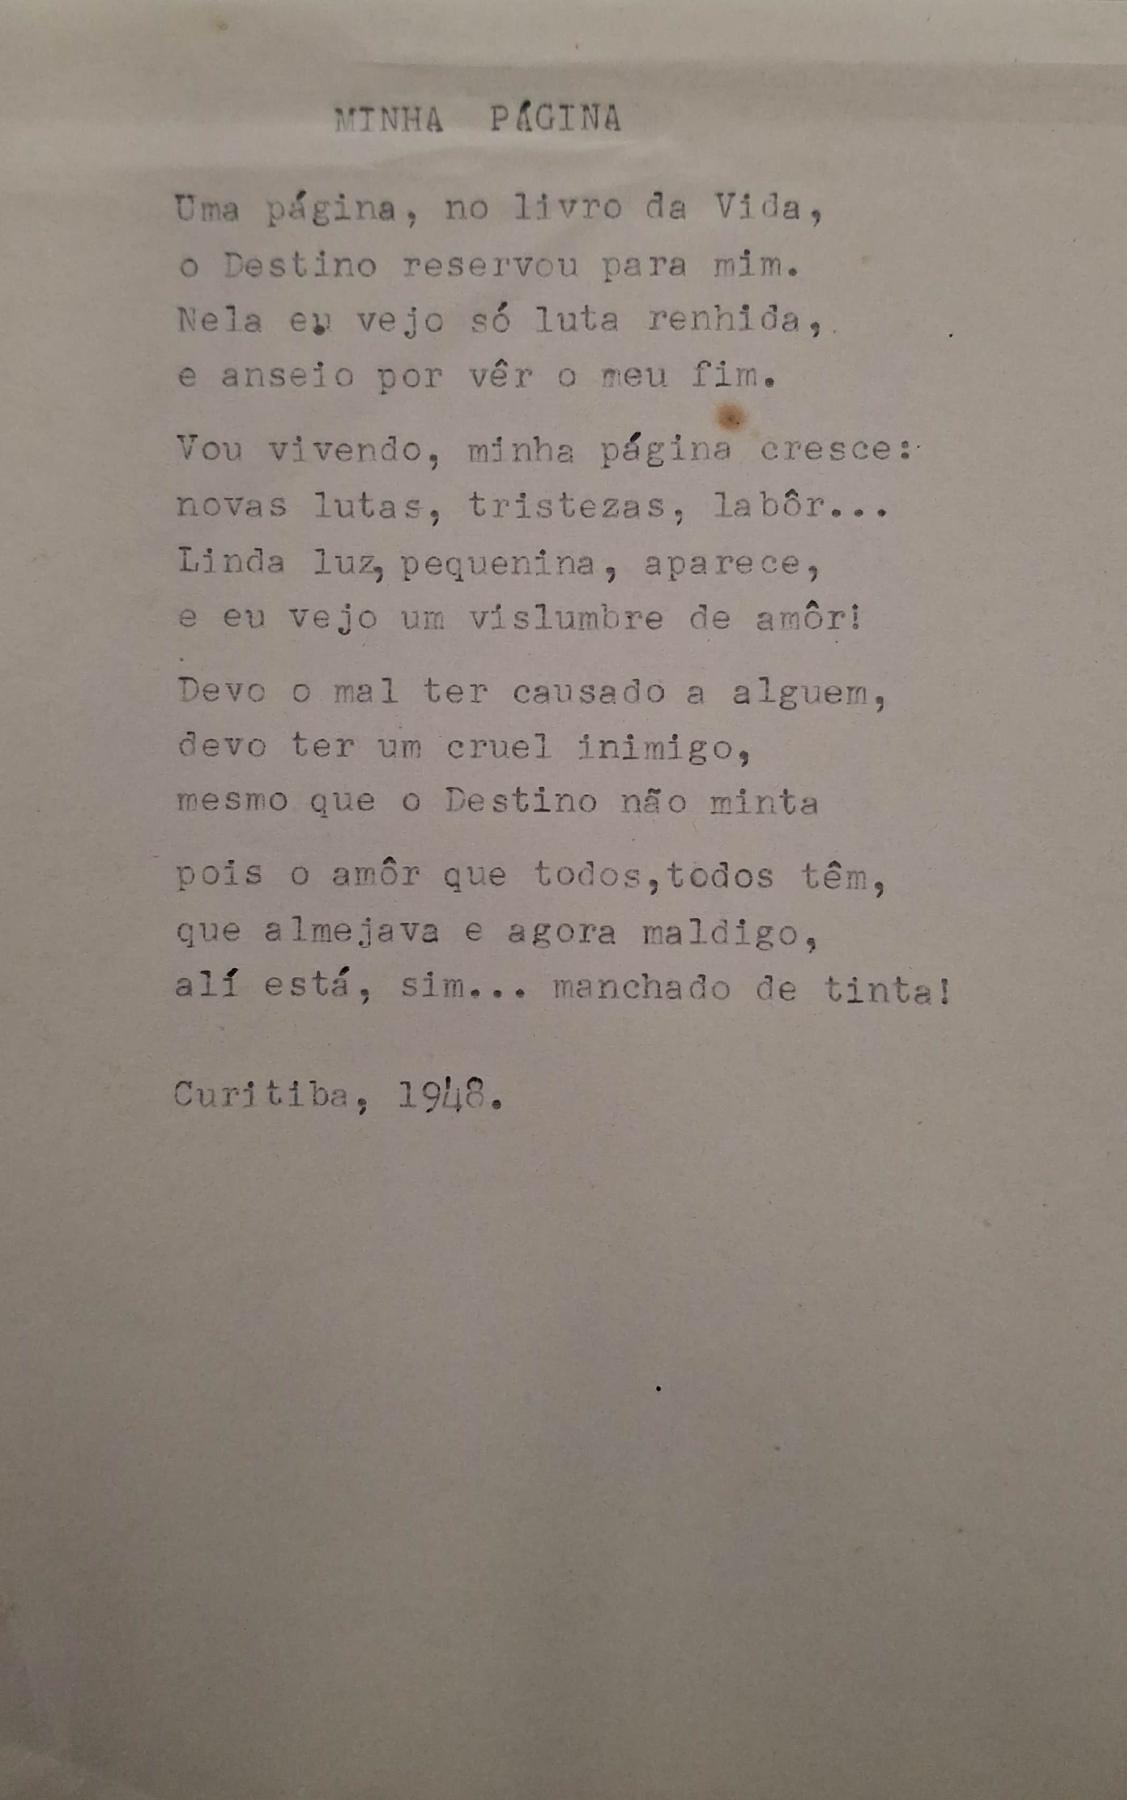 MINHA PÁGINA
Uma página, no livro da Vida,
o Destino reservou para mim.
Nela eu vejo só luta renhida,
e anseio por vêr o meu fim.
Vou vivendo, minha página cresce:
novas lutas, tristezas, labôr...
Linda luz, pequenina, aparece,
e eu vejo um vislumbre de amôr!
Devo o mal ter causado a alguem,
devo ter um cruel inimigo,
mesmo que o Destino não minta
pois o amôr que todos,todos têm,
que almejava e agora maldigo,
alí está, sim... manchado de tinta!
Curitiba, 1948.